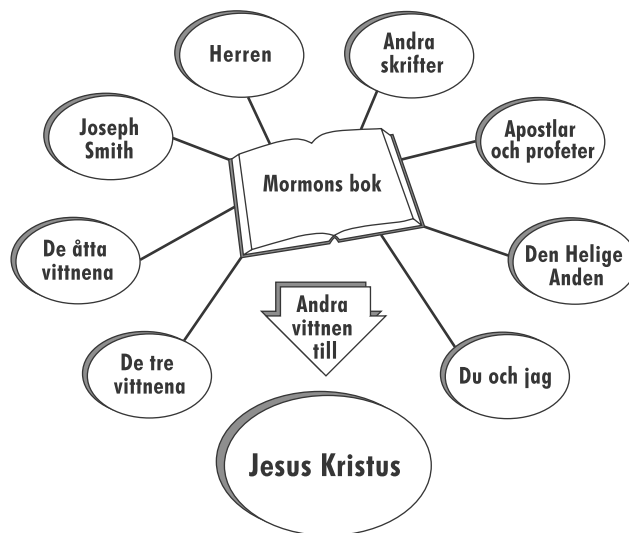 Herren
Andra
skrifter
Joseph
Smith
Apostlar
och profeter
Mormons bok
De åtta
vittnena
Den Helige
Anden
Andra
vittnen
till
De tre
vittnena
Du och jag
Jesus Kristus